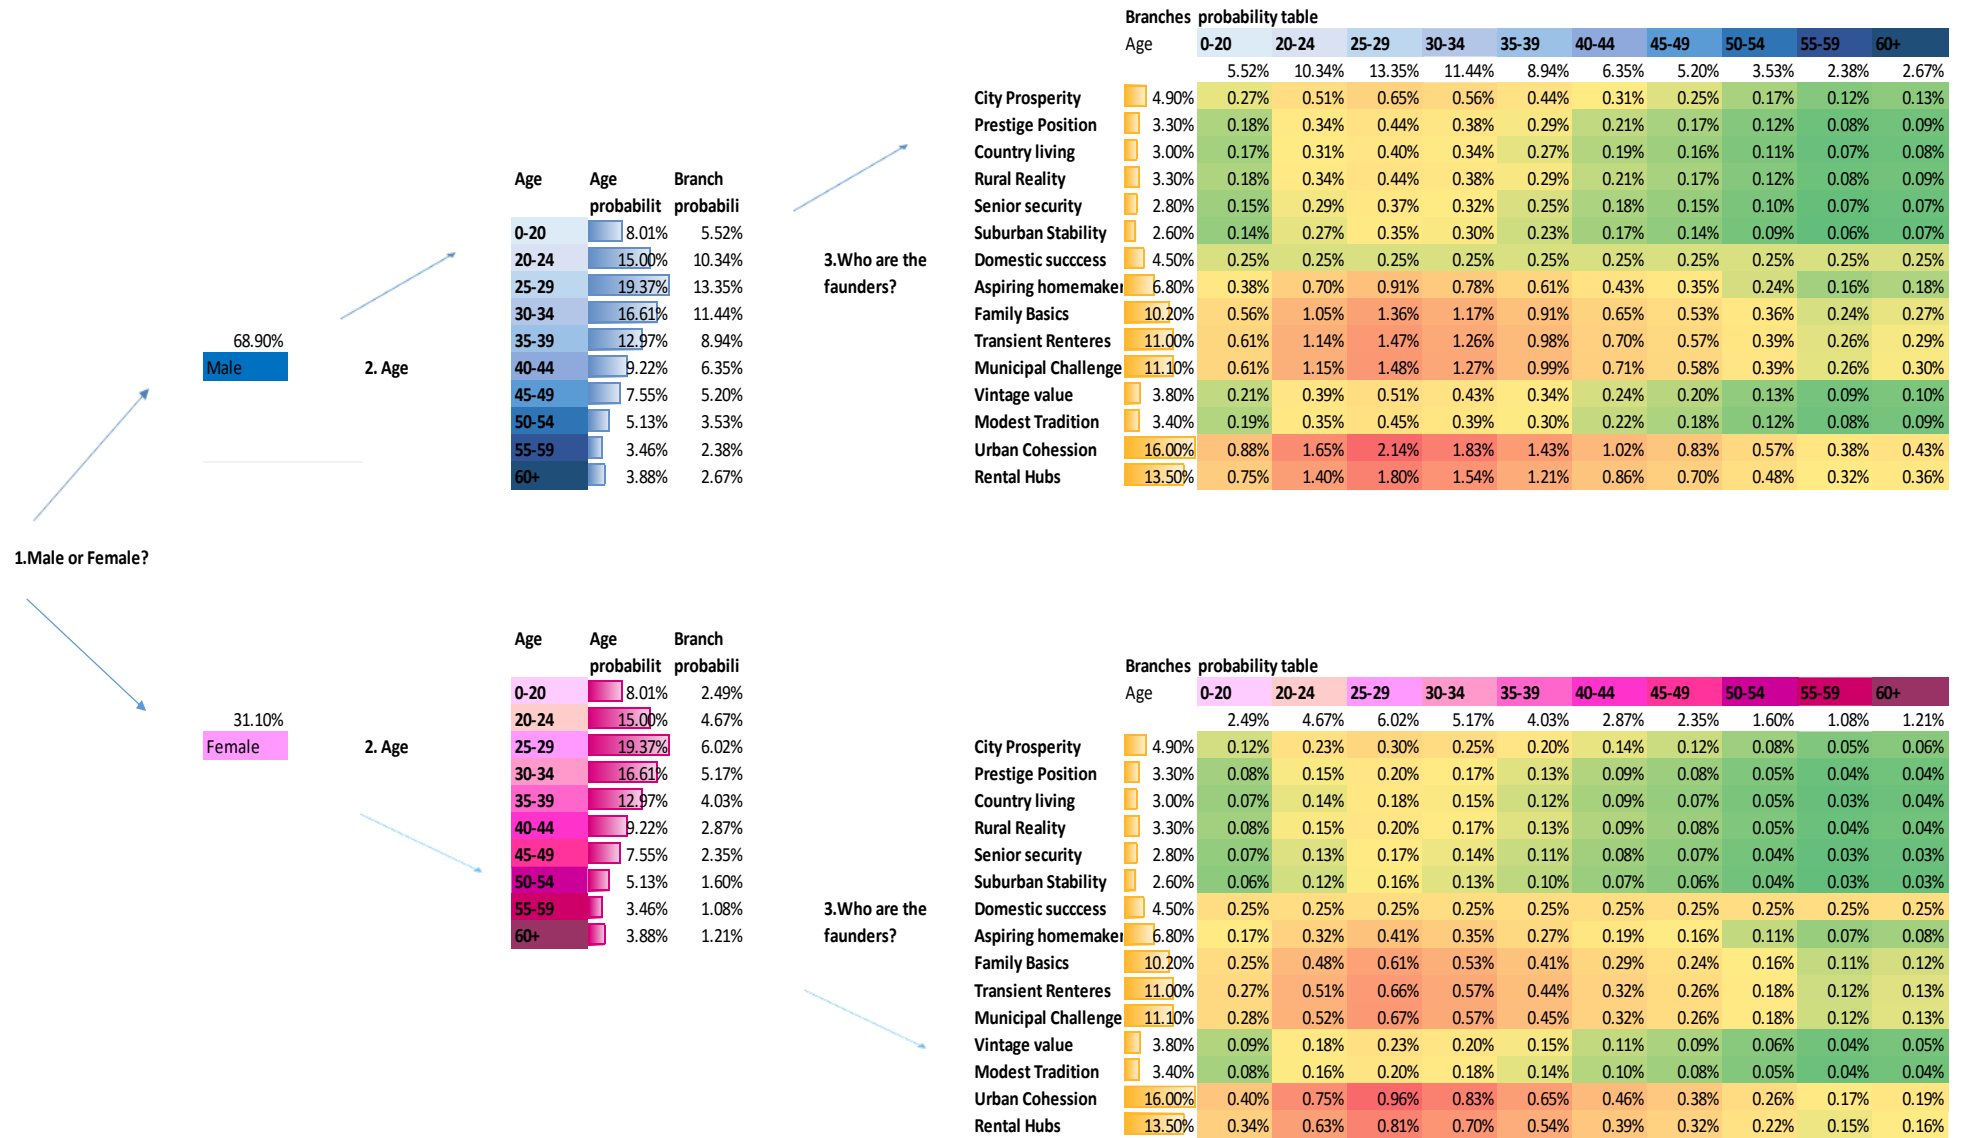 Branches probability table
Age 0-20 20-24 25-29 30-34 35-39 40-44 45-49 50-54 55-59 60+
5.52% 10.34% 13.35% 11.44% 8.94% 6.35% 5.20% 3.53% 2.38% 2.67%
City Prosperity 4.90% 0.27% 0.51% 0.65% 0.56% 0.44% 0.31% 0.25% 0.17% 0.12% 0.13%
Prestige Position 3.30% 0.18% 0.34% 0.44% 0.38% 0.29% 0.21% 0.17% 0.12% 0.08% 0.09%
Country living 3.00% 0.17% 0.31% 0.40% 0.34% 0.27% 0.19% 0.16% 0.11% 0.07% 0.08%
Rural Reality 3.30% 0.18% 0.34% 0.44% 0.38% 0.29% 0.21% 0.17% 0.12% 0.08% 0.09%
Senior security 2.80% 0.15% 0.29% 0.37% 0.32% 0.25% 0.18% 0.15% 0.10% 0.07% 0.07%
Suburban Stability 2.60% 0.14% 0.27% 0.35% 0.30% 0.23% 0.17% 0.14% 0.09% 0.06% 0.07%
Domestic succcess 4.50% 0.25% 0.25% 0.25% 0.25% 0.25% 0.25% 0.25% 0.25% 0.25% 0.25%
Aspiring homemaker 6.80% 0.38% 0.70% 0.91% 0.78% 0.61% 0.43% 0.35% 0.24% 0.16% 0.18%
Family Basics 10.20% 0.56% 1.05% 1.36% 1.17% 0.91% 0.65% 0.53% 0.36% 0.24% 0.27%
Transient Renteres 11.00% 0.61% 1.14% 1.47% 1.26% 0.98% 0.70% 0.57% 0.39% 0.26% 0.29%
Municipal Challenge 11.10% 0.61% 1.15% 1.48% 1.27% 0.99% 0.71% 0.58% 0.39% 0.26% 0.30%
Vintage value 3.80% 0.21% 0.39% 0.51% 0.43% 0.34% 0.24% 0.20% 0.13% 0.09% 0.10%
Modest Tradition 3.40% 0.19% 0.35% 0.45% 0.39% 0.30% 0.22% 0.18% 0.12% 0.08% 0.09%
Urban Cohession 16.00% 0.88% 1.65% 2.14% 1.83% 1.43% 1.02% 0.83% 0.57% 0.38% 0.43%
Rental Hubs 13.50% 0.75% 1.40% 1.80% 1.54% 1.21% 0.86% 0.70% 0.48% 0.32% 0.36%
Age Age Branch
probabilit probabili
0-20 8.01% 5.52%
20-24 15.00% 10.34%
25-29 19.37% 13.35%
30-34 16.61% 11.44%
35-39 12.97% 8.94%
40-44 9.22% 6.35%
45-49 7.55% 5.20%
50-54 5.13% 3.53%
55-59 3.46% 2.38%
60+ 3.88% 2.67%
3.Who are the
faunders?
68.90%
Male
2. Age
1.Male or Female?
31.10%
Female
2. Age
Age Age Branch
probabilit probabili
0-20 8.01% 2.49%
20-24 15.00% 4.67%
25-29 19.37% 6.02%
30-34 16.61% 5.17%
35-39 12.97% 4.03%
40-44 9.22% 2.87%
45-49 7.55% 2.35%
50-54 5.13% 1.60%
55-59 3.46% 1.08%
60+ 3.88% 1.21%
3.Who are the
faunders?
Branches probability table
Age 0-20 20-24 25-29 30-34 35-39 40-44 45-49 50-54 55-59 60+
2.49% 4.67% 6.02% 5.17% 4.03% 2.87% 2.35% 1.60% 1.08% 1.21%
City Prosperity 4.90% 0.12% 0.23% 0.30% 0.25% 0.20% 0.14% 0.12% 0.08% 0.05% 0.06%
Prestige Position 3.30% 0.08% 0.15% 0.20% 0.17% 0.13% 0.09% 0.08% 0.05% 0.04% 0.04%
Country living 3.00% 0.07% 0.14% 0.18% 0.15% 0.12% 0.09% 0.07% 0.05% 0.03% 0.04%
Rural Reality 3.30% 0.08% 0.15% 0.20% 0.17% 0.13% 0.09% 0.08% 0.05% 0.04% 0.04%
Senior security 2.80% 0.07% 0.13% 0.17% 0.14% 0.11% 0.08% 0.07% 0.04% 0.03% 0.03%
Suburban Stability 2.60% 0.06% 0.12% 0.16% 0.13% 0.10% 0.07% 0.06% 0.04% 0.03% 0.03%
Domestic succcess 4.50% 0.25% 0.25% 0.25% 0.25% 0.25% 0.25% 0.25% 0.25% 0.25% 0.25%
Aspiring homemaker 6.80% 0.17% 0.32% 0.41% 0.35% 0.27% 0.19% 0.16% 0.11% 0.07% 0.08%
Family Basics 10.20% 0.25% 0.48% 0.61% 0.53% 0.41% 0.29% 0.24% 0.16% 0.11% 0.12%
Transient Renteres 11.00% 0.27% 0.51% 0.66% 0.57% 0.44% 0.32% 0.26% 0.18% 0.12% 0.13%
Municipal Challenge 11.10% 0.28% 0.52% 0.67% 0.57% 0.45% 0.32% 0.26% 0.18% 0.12% 0.13%
Vintage value 3.80% 0.09% 0.18% 0.23% 0.20% 0.15% 0.11% 0.09% 0.06% 0.04% 0.05%
Modest Tradition 3.40% 0.08% 0.16% 0.20% 0.18% 0.14% 0.10% 0.08% 0.05% 0.04% 0.04%
Urban Cohession 16.00% 0.40% 0.75% 0.96% 0.83% 0.65% 0.46% 0.38% 0.26% 0.17% 0.19%
Rental Hubs 13.50% 0.34% 0.63% 0.81% 0.70% 0.54% 0.39% 0.32% 0.22% 0.15% 0.16%